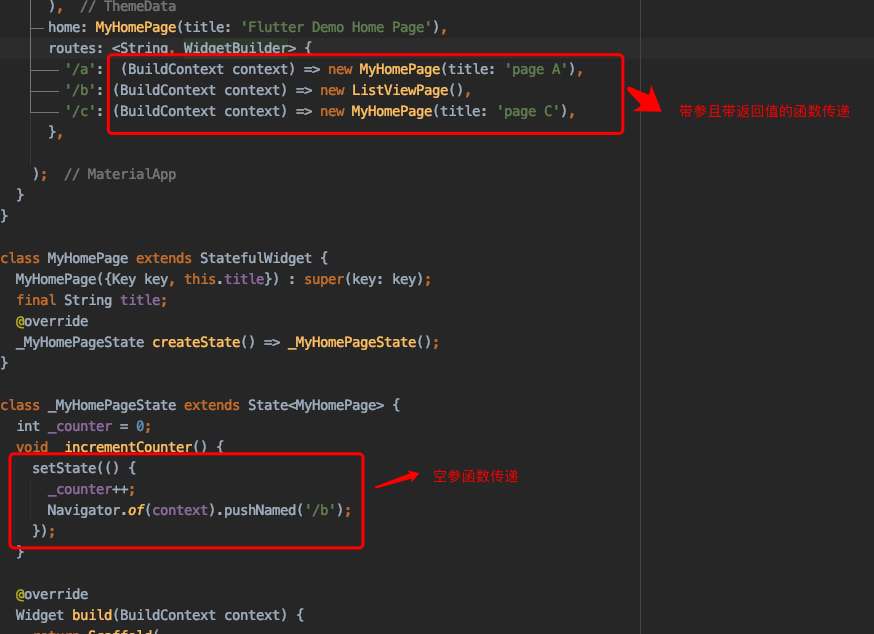 ),  // ThemeData
home: MyHomePage(title: 'Flutter Demo Home Page'),
routes: <String, WidgetBuilder> {
'/a': (BuildContext context) => new MyHomePage(title: 'page A'),
'/b': (BuildContext context) => new ListViewPage(),
'/c': (BuildContext context) => new MyHomePage(title: 'page C'),
带参且带返回值的函数传递
},
);  // MaterialApp
}
}
class MyHomePage extends StatefulWidget {
MyHomePage({Key key, this.title}) : super(key: key);
final String title;
@override
_MyHomePageState createState() => _MyHomePageState();
}
class _MyHomePageState extends State<MyHomePage> {
int _counter = 0;
void _incrementCounter() {
setState(() {
_counter++;
空参函数传递
Navigator.of(context).pushNamed('/b');
});
}
@override
Widget build(BuildContext context) {
return Scaffold(